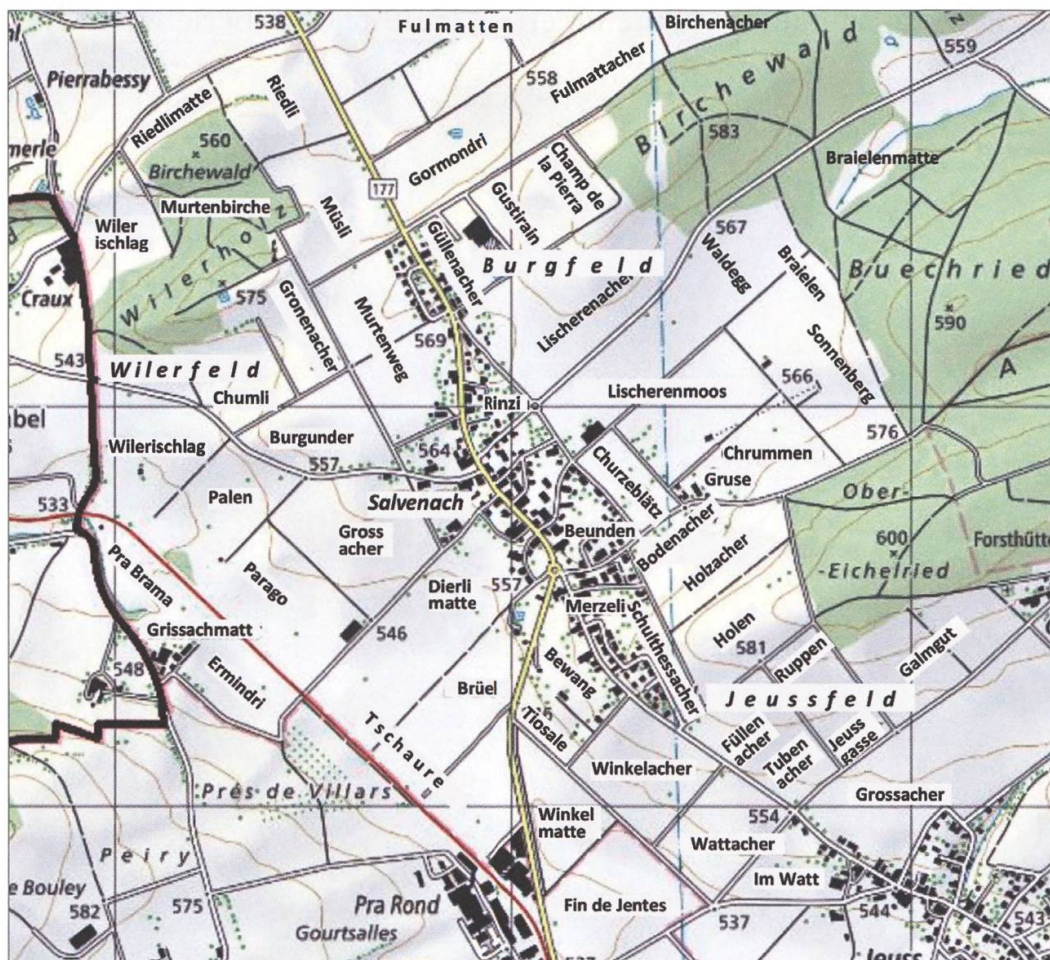 538
Fulmatten
Birchenacher
559
Pierrabessy
558
Fulmattacher
Birchewald
Riedli
Riedlimatte
560
583
merle
Birchewald
Gormondri
Champ de
la Pierra
Braielenmatte
177
Murtenbirche
Müsli
Gustirain
Wiler
ischlag
Güllenacher
567
Waldegg
Wilerholz
Burgfeld
Braielen
Buechried
Craux
575
Gronenacher
Lischerenacher
590
543
Murtenweg
569
Sonnenberg
Wilerfeld
566
A
Chumli
Rinzi
Lischerenmoos
bel
Burgunder
576
Wilerischlag
557
564
Chrummen
Churzeblätz
Gruse
Palen
Salvenach
Ober-
533
Gross
acher
Beunden
Bodenacher
600
Forsthütte
Pra Brama
Parago
Holzacher
-Eichelried
Dierli
matte
557
Merzeli
Grissachmatt
546
Schulthessacher
Holen
581
Ruppen
Galmgut
548
Ermindri
Bewang
Brüel
Jeussfeld
Tschaure
Tiosale
Füllen
acher
Tuben
acher
Jeuss
gasse
Winkelacher
Prés de Villars
Grossacher
Winkel
matte
554
Wattacher
Peiry
Im Watt
e Bouley
582
575
Pra Rond
Fin de Jentes
544
537
543
Gourtsalles
Jeuss